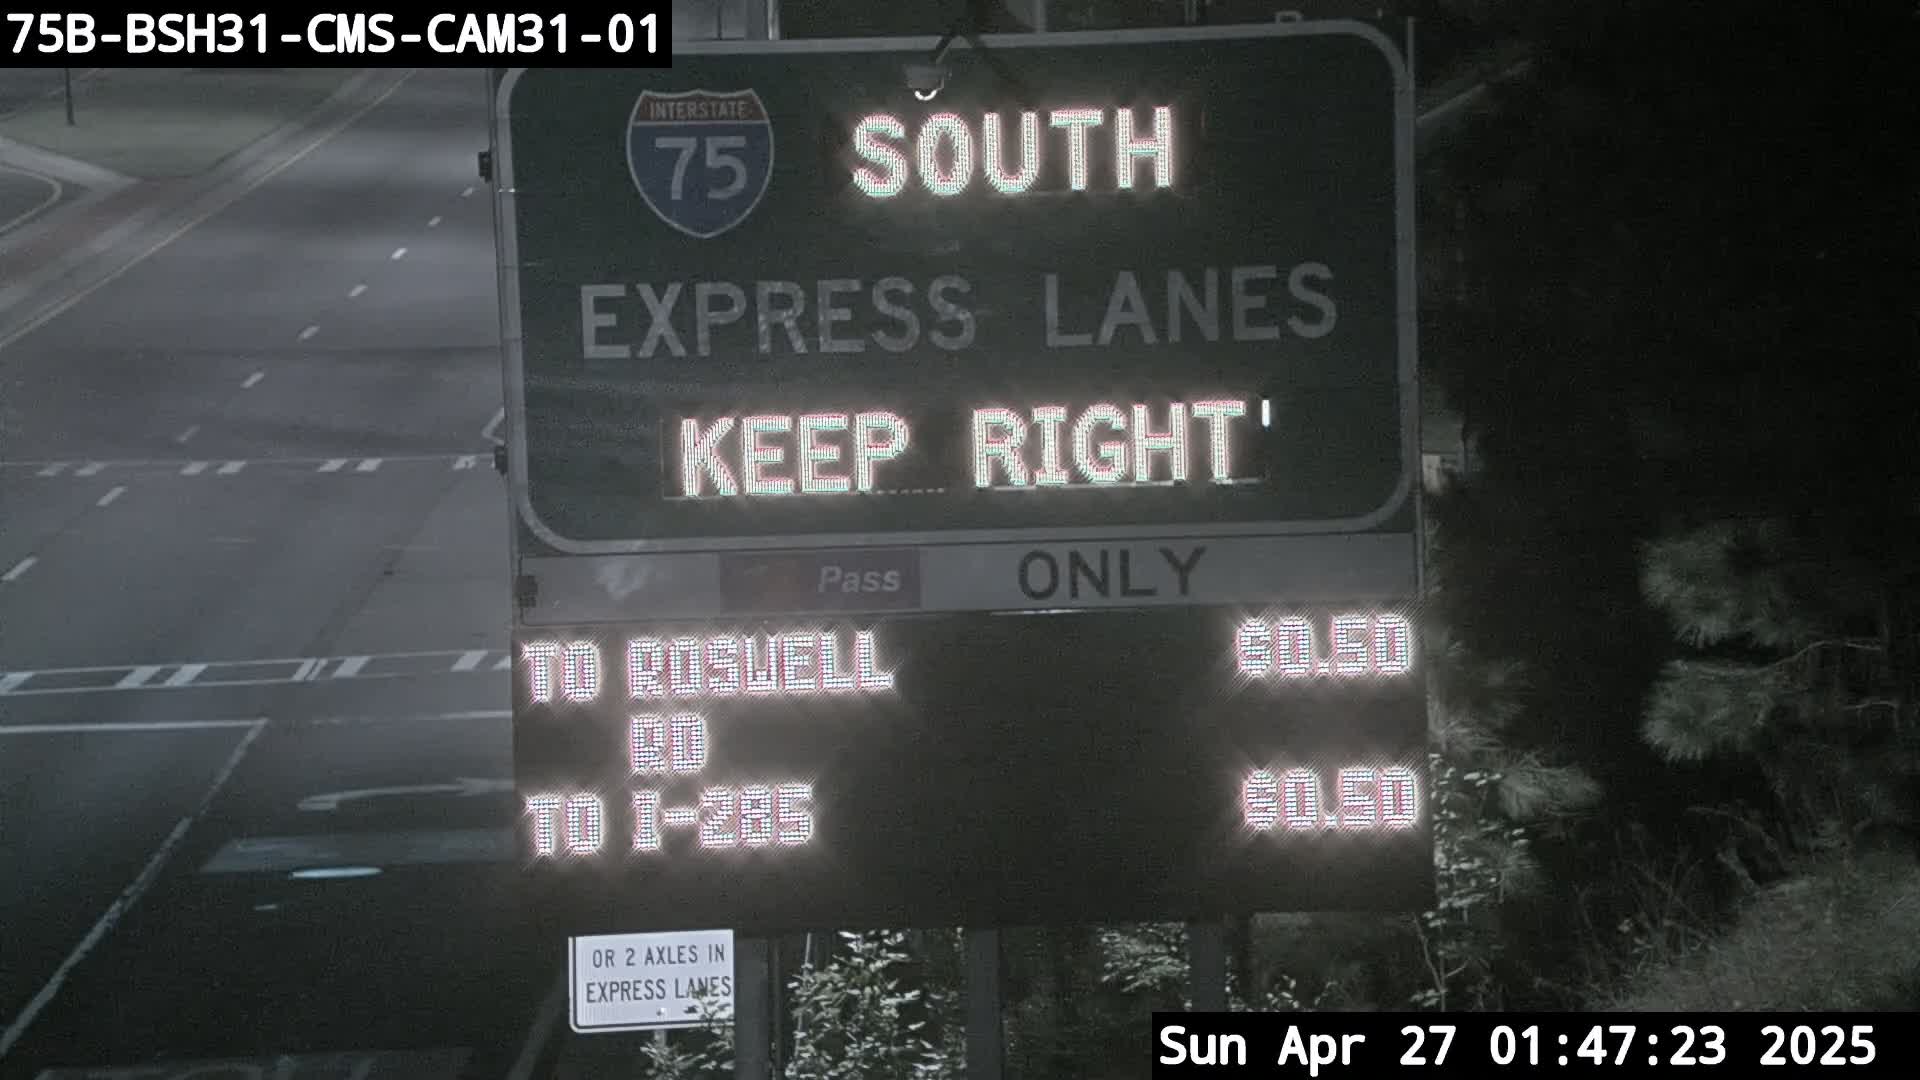 75B-BSH31-CMS-CAM31-01
INTERSTATE
75
SOUTH
EXPRESS LANES
KEEP RIGHT'
Pass ONLY
TO ROSWELL $0.50
RD
TO I-285 $0.50
OR 2 AXLES IN
EXPRESS LANES
Sun Apr 27 01:47:23 2025